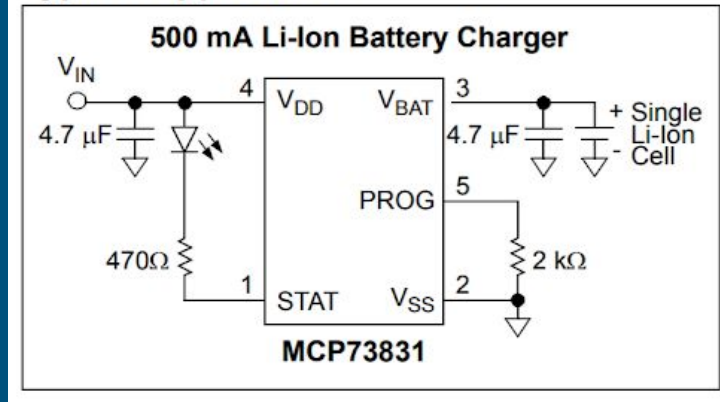 500 mA Li-Ion Battery Charger
VIN
4
VDD
VBAT
3
4.7 µF
4.7 µF
+ Single
Li-Ion
- Cell
PROG
5
470Ω
2 kΩ
1
STAT
VSS
2
MCP73831